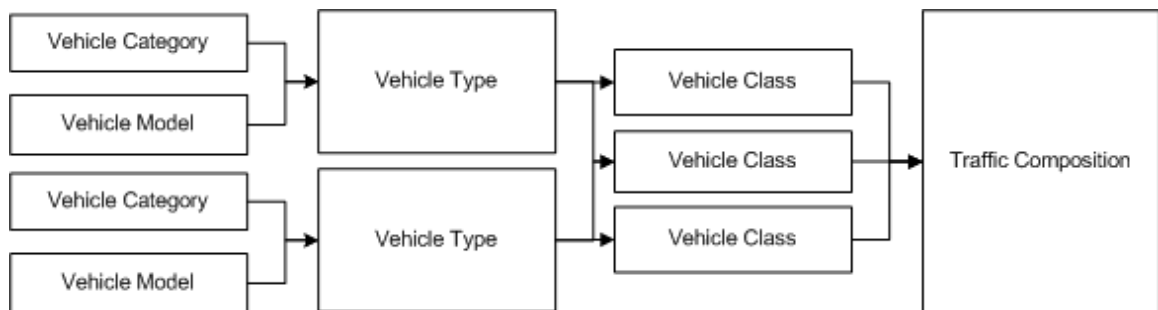 Vehicle Category
Vehicle Model
Vehicle Category
Vehicle Model
Vehicle Type
Vehicle Type
Vehicle Class
Vehicle Class
Vehicle Class
Traffic Composition